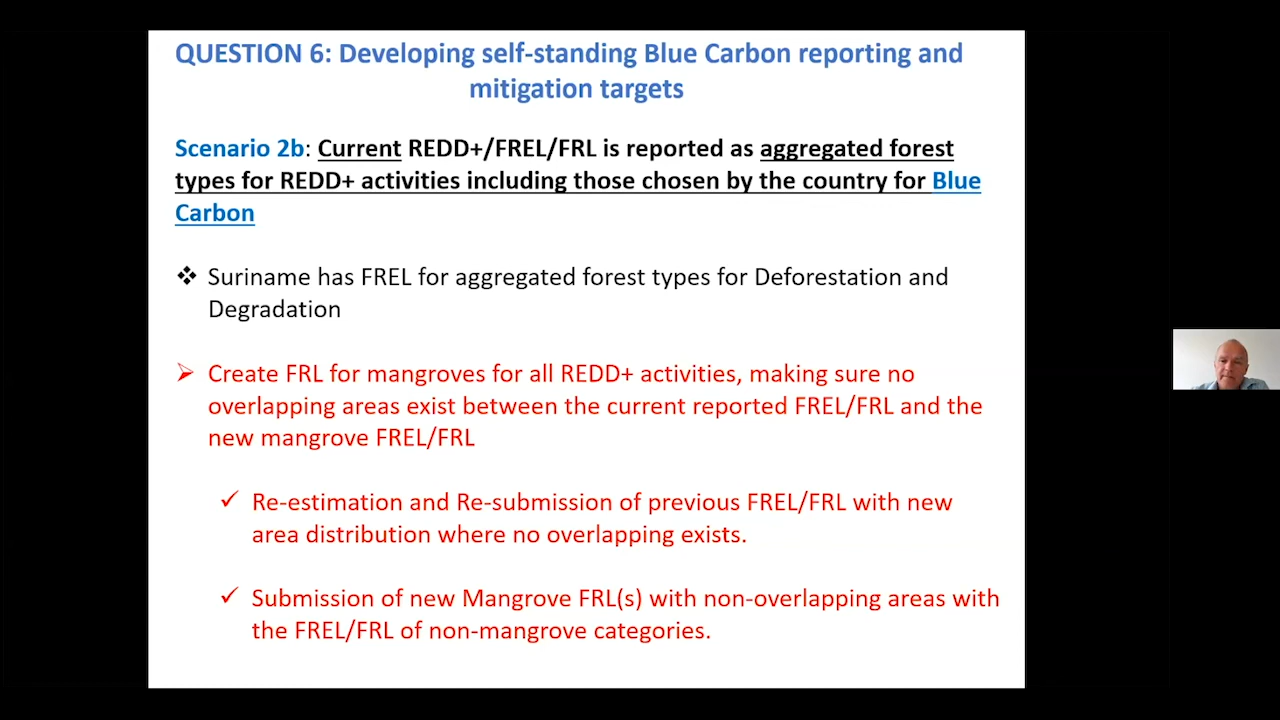 QUESTION 6: Developing self-standing Blue Carbon reporting and
mitigation targets
Scenario 2b: Current REDD+/FREL/FRL is reported as aggregated forest
types for REDD+ activities including those chosen by the country for Blue
Carbon
❖ Suriname has FREL for aggregated forest types for Deforestation and
Degradation
➢ Create FRL for mangroves for all REDD+ activities, making sure no
overlapping areas exist between the current reported FREL/FRL and the
new mangrove FREL/FRL
✓ Re-estimation and Re-submission of previous FREL/FRL with new
area distribution where no overlapping exists.
✓ Submission of new Mangrove FRL(s) with non-overlapping areas with
the FREL/FRL of non-mangrove categories.